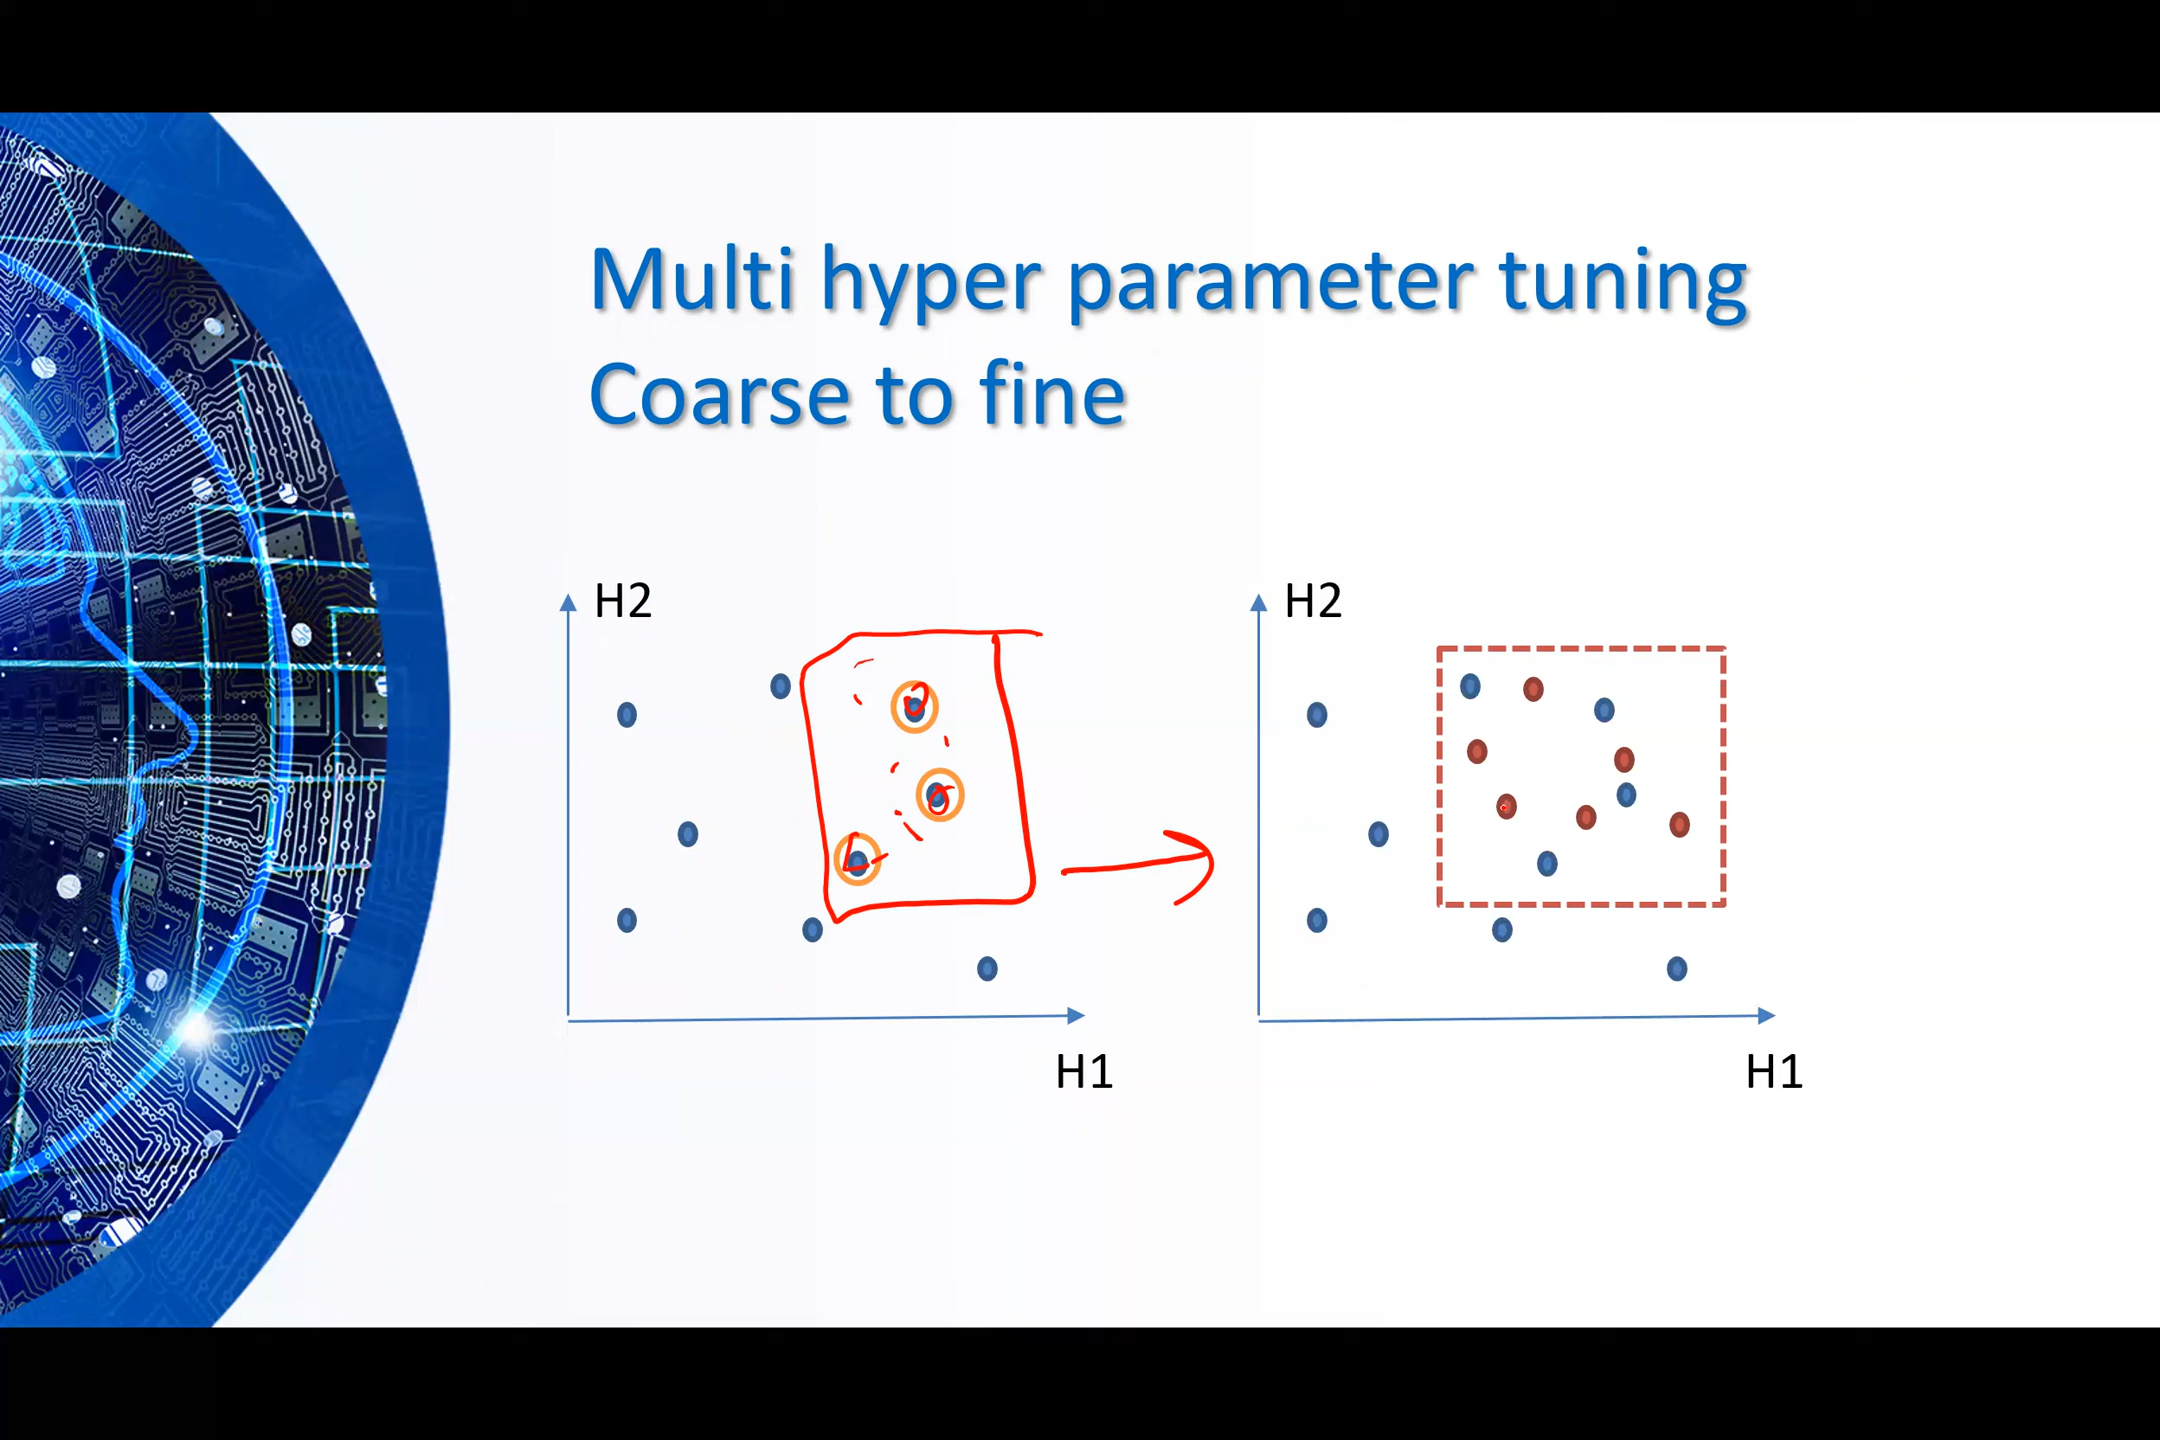 Multi hyper parameter tuning
Coarse to fine
H2
H1
H2
H1